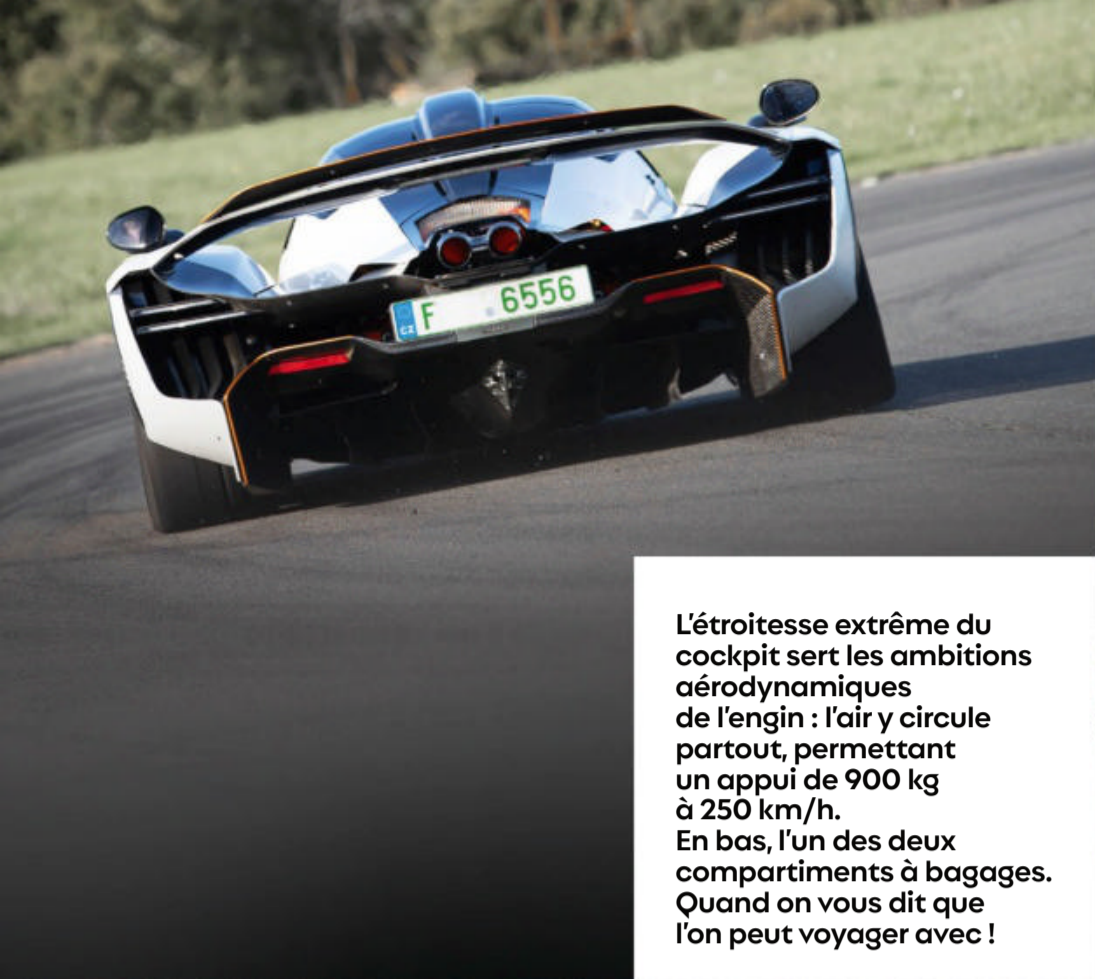 F 6556
CZ
L'étroitesse extrême du
cockpit sert les ambitions
aérodynamiques
de l'engin : l'air y circule
partout, permettant
un appui de 900 kg
à 250 km/h.
En bas, l'un des deux
compartiments à bagages.
Quand on vous dit que
l'on peut voyager avec !